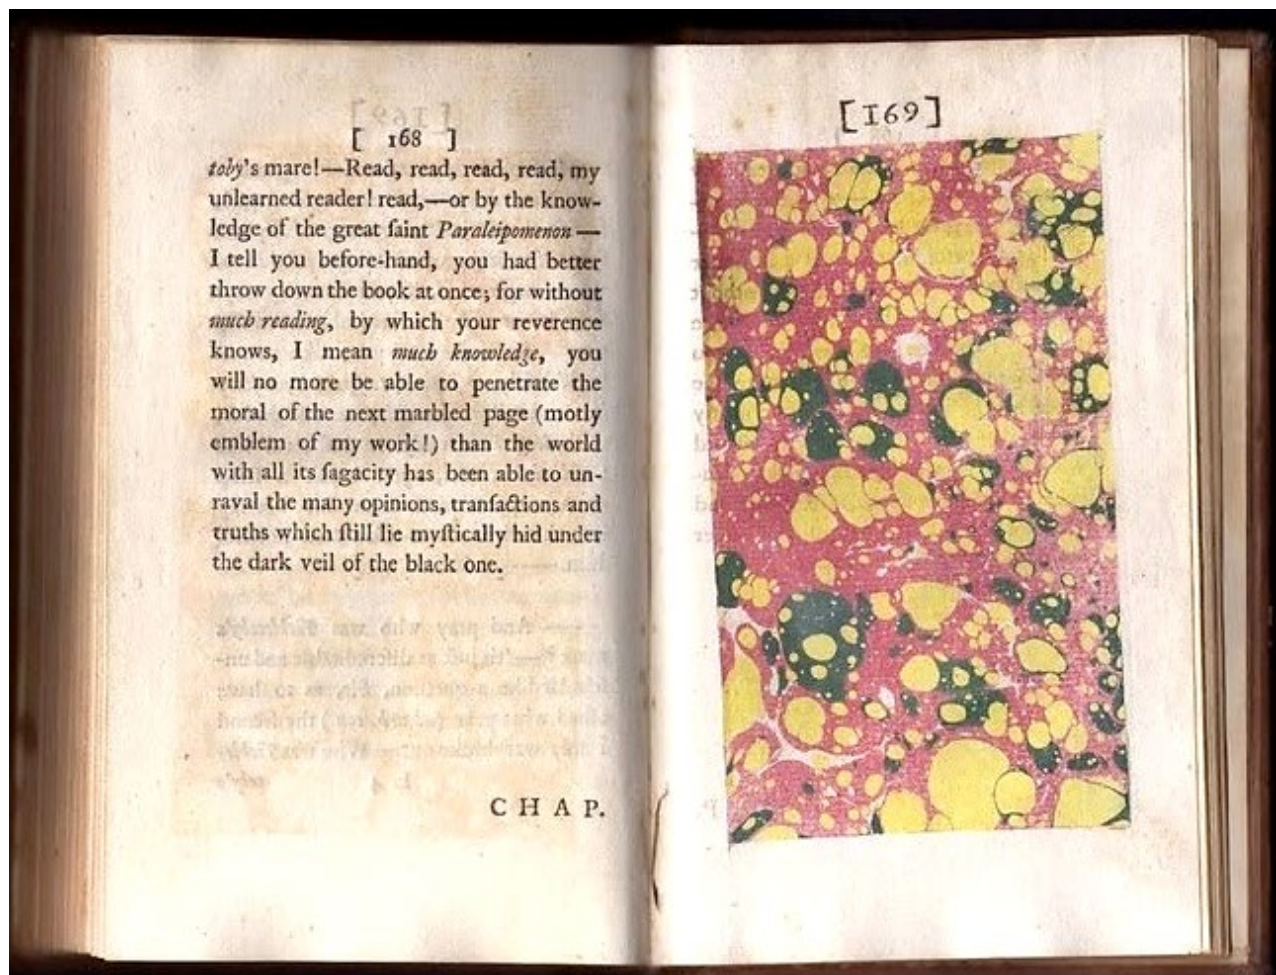 [ 168 ]
toby's mare!—Read, read, read, read, my
unlearned reader! read,—or by the know-
ledge of the great ſaint Paraleipomenon —
I tell you before-hand, you had better
throw down the book at once; for without
much reading, by which your reverence
knows, I mean much knowledge, you
will no more be able to penetrate the
moral of the next marbled page (motly
emblem of my work!) than the world
with all its ſagacity has been able to un-
raval the many opinions, tranſactions and
truths which ſtill lie myſtically hid under
the dark veil of the black one.
CHAP.
[169]